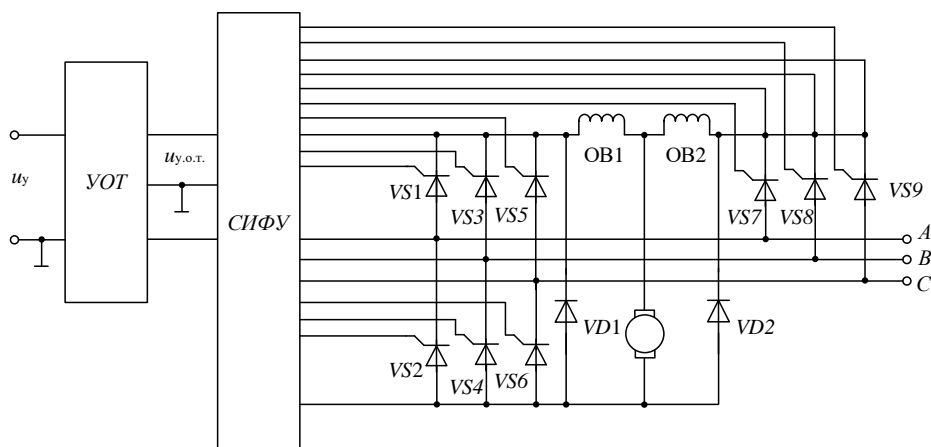 ОВ1
ОВ2
uу
УОТ
uу.о.т.
СИФУ
VS1
VS3
VS5
VS7
VS8
VS9
A
B
C
VD1
VD2
VS2
VS4
VS6